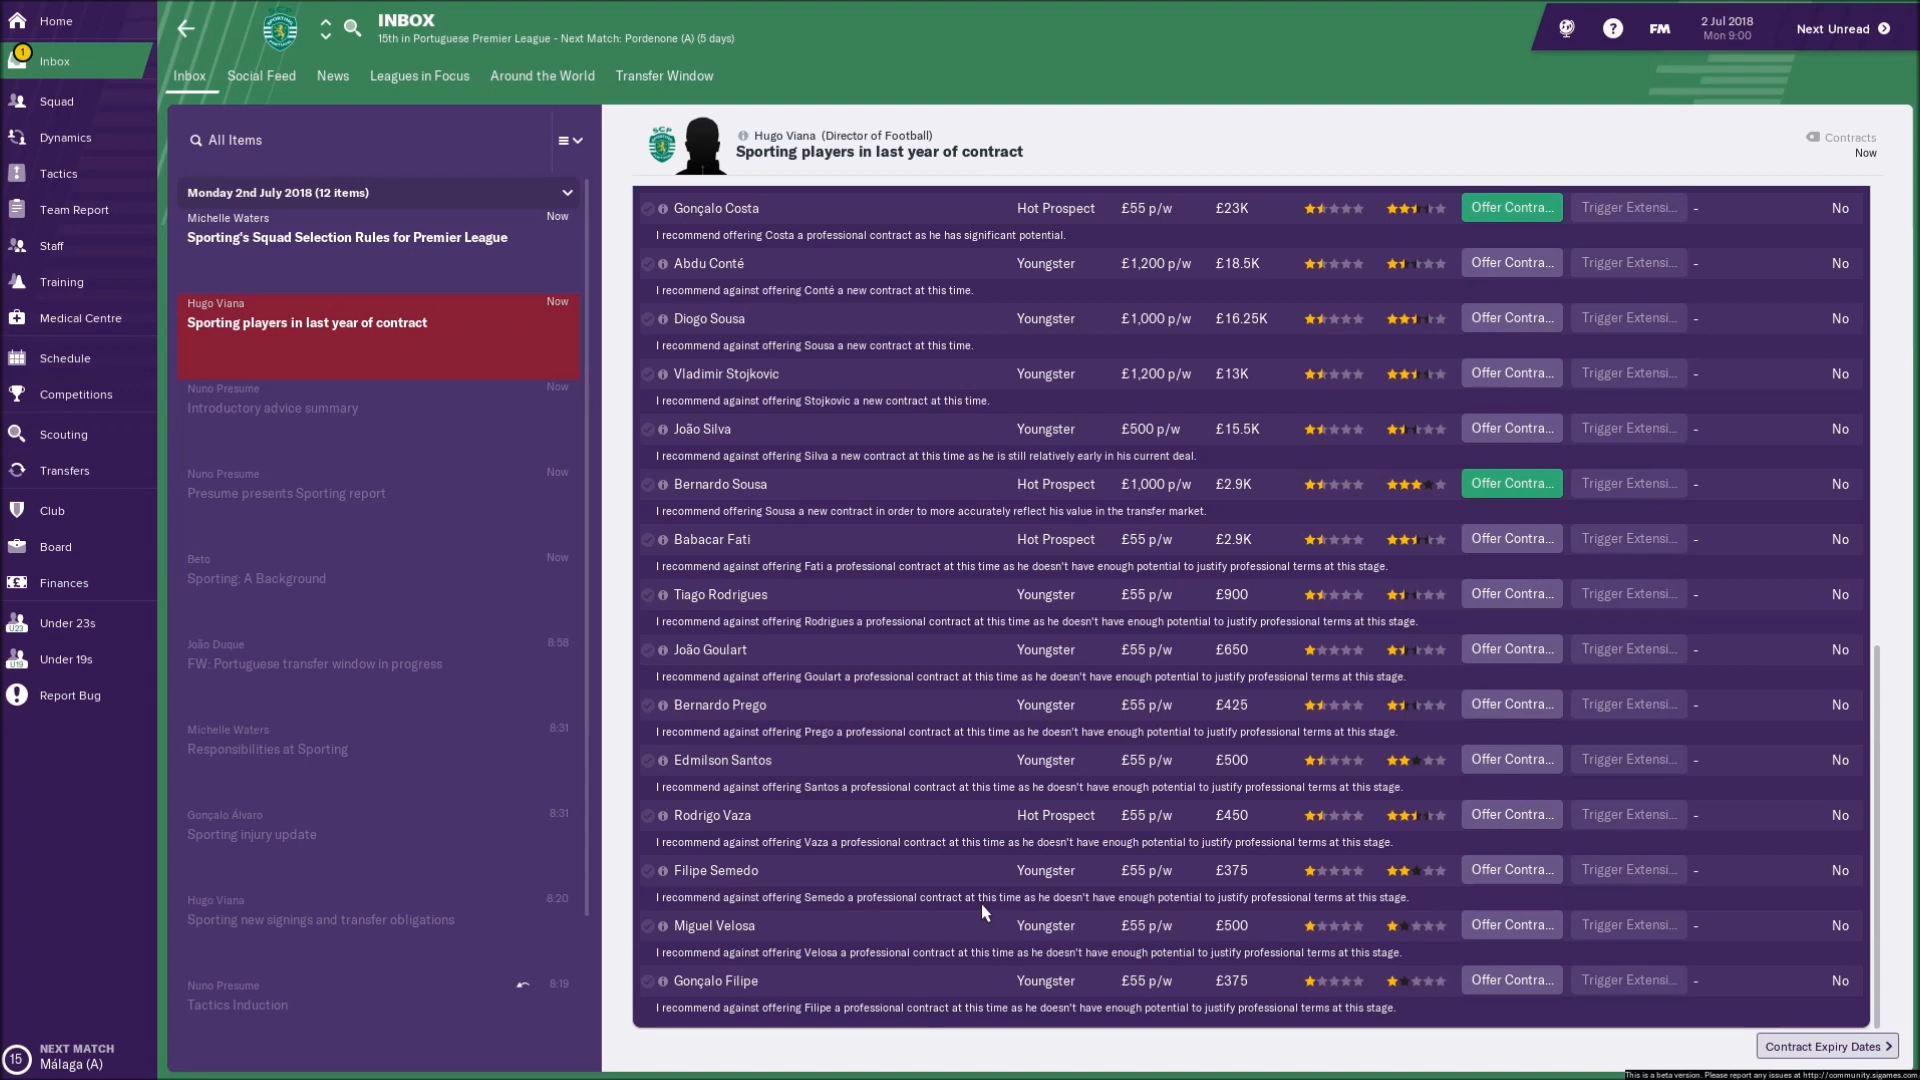 Home
1
Inbox
Squad
Dynamics
Tactics
Team Report
Staff
Training
Medical Centre
Schedule
Competitions
Scouting
Transfers
Club
Board
Finances
Under 23s
Under 19s
Report Bug
15
NEXT MATCH
Málaga (A)
INBOX
15th in Portuguese Premier League - Next Match: Pordenone (A) (5 days)
FM
2 Jul 2018
Mon 9:00
Next Unread
Inbox Social Feed News Leagues in Focus Around the World Transfer Window
All Items
Monday 2nd July 2018 (12 items)
Michelle Waters Now
Sporting's Squad Selection Rules for Premier League
Hugo Viana Now
Sporting players in last year of contract
Nuno Presume Now
Introductory advice summary
Nuno Presume Now
Presume presents Sporting report
Beto Now
Sporting: A Background
João Duque 8:58
FW: Portuguese transfer window in progress
Michelle Waters 8:31
Responsibilities at Sporting
Gonçalo Álvaro 8:31
Sporting injury update
Hugo Viana 8:20
Sporting new signings and transfer obligations
Nuno Presume 8:19
Tactics Induction
SCP
Hugo Viana (Director of Football)
Sporting players in last year of contract
Contracts
Now
Gonçalo Costa Hot Prospect £55 p/w £23K Offer Contra... Trigger Extensi... - No
I recommend offering Costa a professional contract as he has significant potential.
Abdu Conté Youngster £1,200 p/w £18.5K Offer Contra... Trigger Extensi... - No
I recommend against offering Conté a new contract at this time.
Diogo Sousa Youngster £1,000 p/w £16.25K Offer Contra... Trigger Extensi... - No
I recommend against offering Sousa a new contract at this time.
Vladimir Stojkovic Youngster £1,200 p/w £13K Offer Contra... Trigger Extensi... - No
I recommend against offering Stojkovic a new contract at this time.
João Silva Youngster £500 p/w £15.5K Offer Contra... Trigger Extensi... - No
I recommend against offering Silva a new contract at this time as he is still relatively early in his current deal.
Bernardo Sousa Hot Prospect £1,000 p/w £2.9K Offer Contra... Trigger Extensi... - No
I recommend offering Sousa a new contract in order to more accurately reflect his value in the transfer market.
Babacar Fati Hot Prospect £55 p/w £2.9K Offer Contra... Trigger Extensi... - No
I recommend against offering Fati a professional contract at this time as he doesn't have enough potential to justify professional terms at this stage.
Tiago Rodrigues Youngster £55 p/w £900 Offer Contra... Trigger Extensi... - No
I recommend against offering Rodrigues a professional contract at this time as he doesn't have enough potential to justify professional terms at this stage.
João Goulart Youngster £55 p/w £650 Offer Contra... Trigger Extensi... - No
I recommend against offering Goulart a professional contract at this time as he doesn't have enough potential to justify professional terms at this stage.
Bernardo Prego Youngster £55 p/w £425 Offer Contra... Trigger Extensi... - No
I recommend against offering Prego a professional contract at this time as he doesn't have enough potential to justify professional terms at this stage.
Edmilson Santos Youngster £55 p/w £500 Offer Contra... Trigger Extensi... - No
I recommend against offering Santos a professional contract at this time as he doesn't have enough potential to justify professional terms at this stage.
Rodrigo Vaza Hot Prospect £55 p/w £450 Offer Contra... Trigger Extensi... - No
I recommend against offering Vaza a professional contract at this time as he doesn't have enough potential to justify professional terms at this stage.
Filipe Semedo Youngster £55 p/w £375 Offer Contra... Trigger Extensi... - No
I recommend against offering Semedo a professional contract at this time as he doesn't have enough potential to justify professional terms at this stage.
Miguel Velosa Youngster £55 p/w £500 Offer Contra... Trigger Extensi... - No
I recommend against offering Velosa a professional contract at this time as he doesn't have enough potential to justify professional terms at this stage.
Gonçalo Filipe Youngster £55 p/w £375 Offer Contra... Trigger Extensi... - No
I recommend against offering Filipe a professional contract at this time as he doesn't have enough potential to justify professional terms at this stage.
Contract Expiry Dates
This is a beta version. Please report any issues at http://community.sigames.com